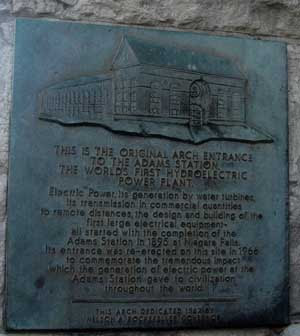 THIS IS THE ORIGINAL ARCH ENTRANCE
TO THE ADAMS STATION
THE WORLD'S FIRST HYDROELECTRIC
POWER PLANT.
Electric Power, its generation by water turbines,
its transmission in commercial quantities
to remote distances, the design and building of the
first large electrical equipment-
all started with the completion of the
Adams Station in 1895 at Niagara Falls.
Its entrance was re-erected on this site in 1966
to commemorate the tremendous impact
which the generation of electric power at the
Adams Station gave to civilization
throughout the world.
THIS ARCH DEDICATED BY
NELSON A. ROCKEFELLER GOVERNOR